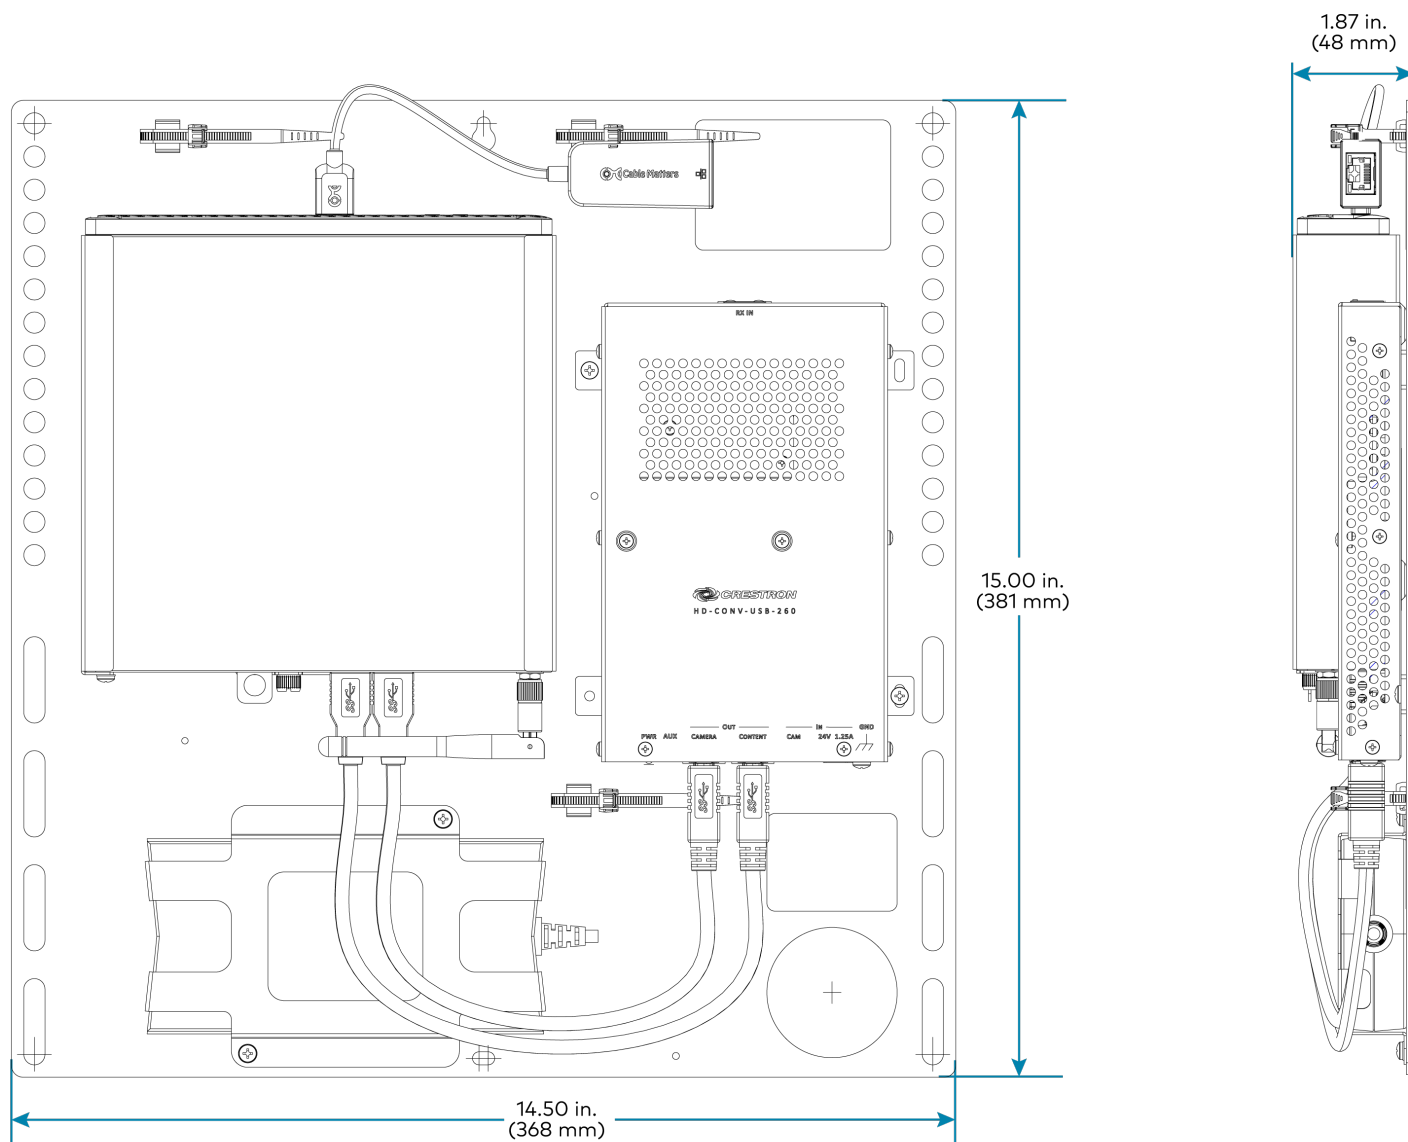 1.87 in.
(48 mm)
Cable Matters
RX IN
15.00 in.
(381 mm)
CRESTRON
HD-CONV-USB-260
OUT
IN
GND
PWR AUX CAMERA CONTENT CAM 24V 1.25A
14.50 in.
(368 mm)